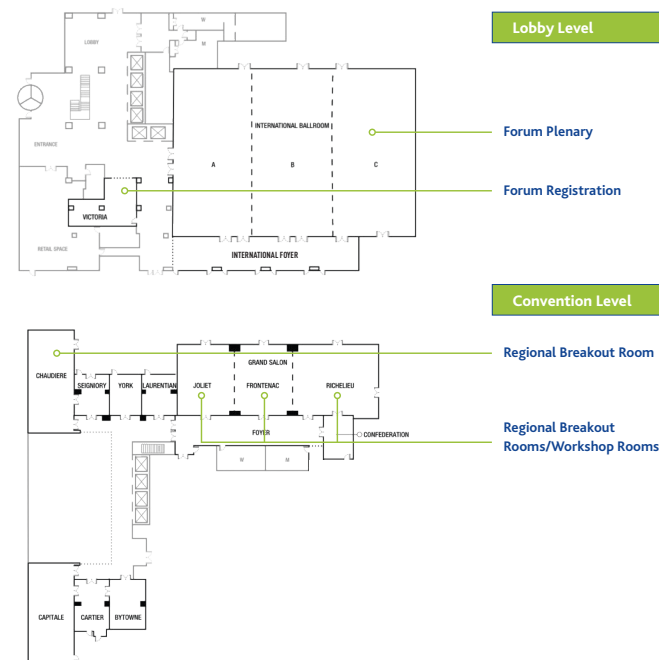 Lobby Level
W
M
LOBBY
INTERNATIONAL BALLROOM
Forum Plenary
ENTRANCE
A
B
C
Forum Registration
VICTORIA
RETAIL SPACE
INTERNATIONAL FOYER
Convention Level
Regional Breakout Room
GRAND SALON
CHAUDIERE
SEIGNIORY
YORK
LAURENTIAN
JOLIET
FRONTENAC
RICHELIEU
Regional Breakout
Rooms/Workshop Rooms
FOYER
CONFEDERATION
W
M
CAPITALE
CARTIER
BYTOWNE